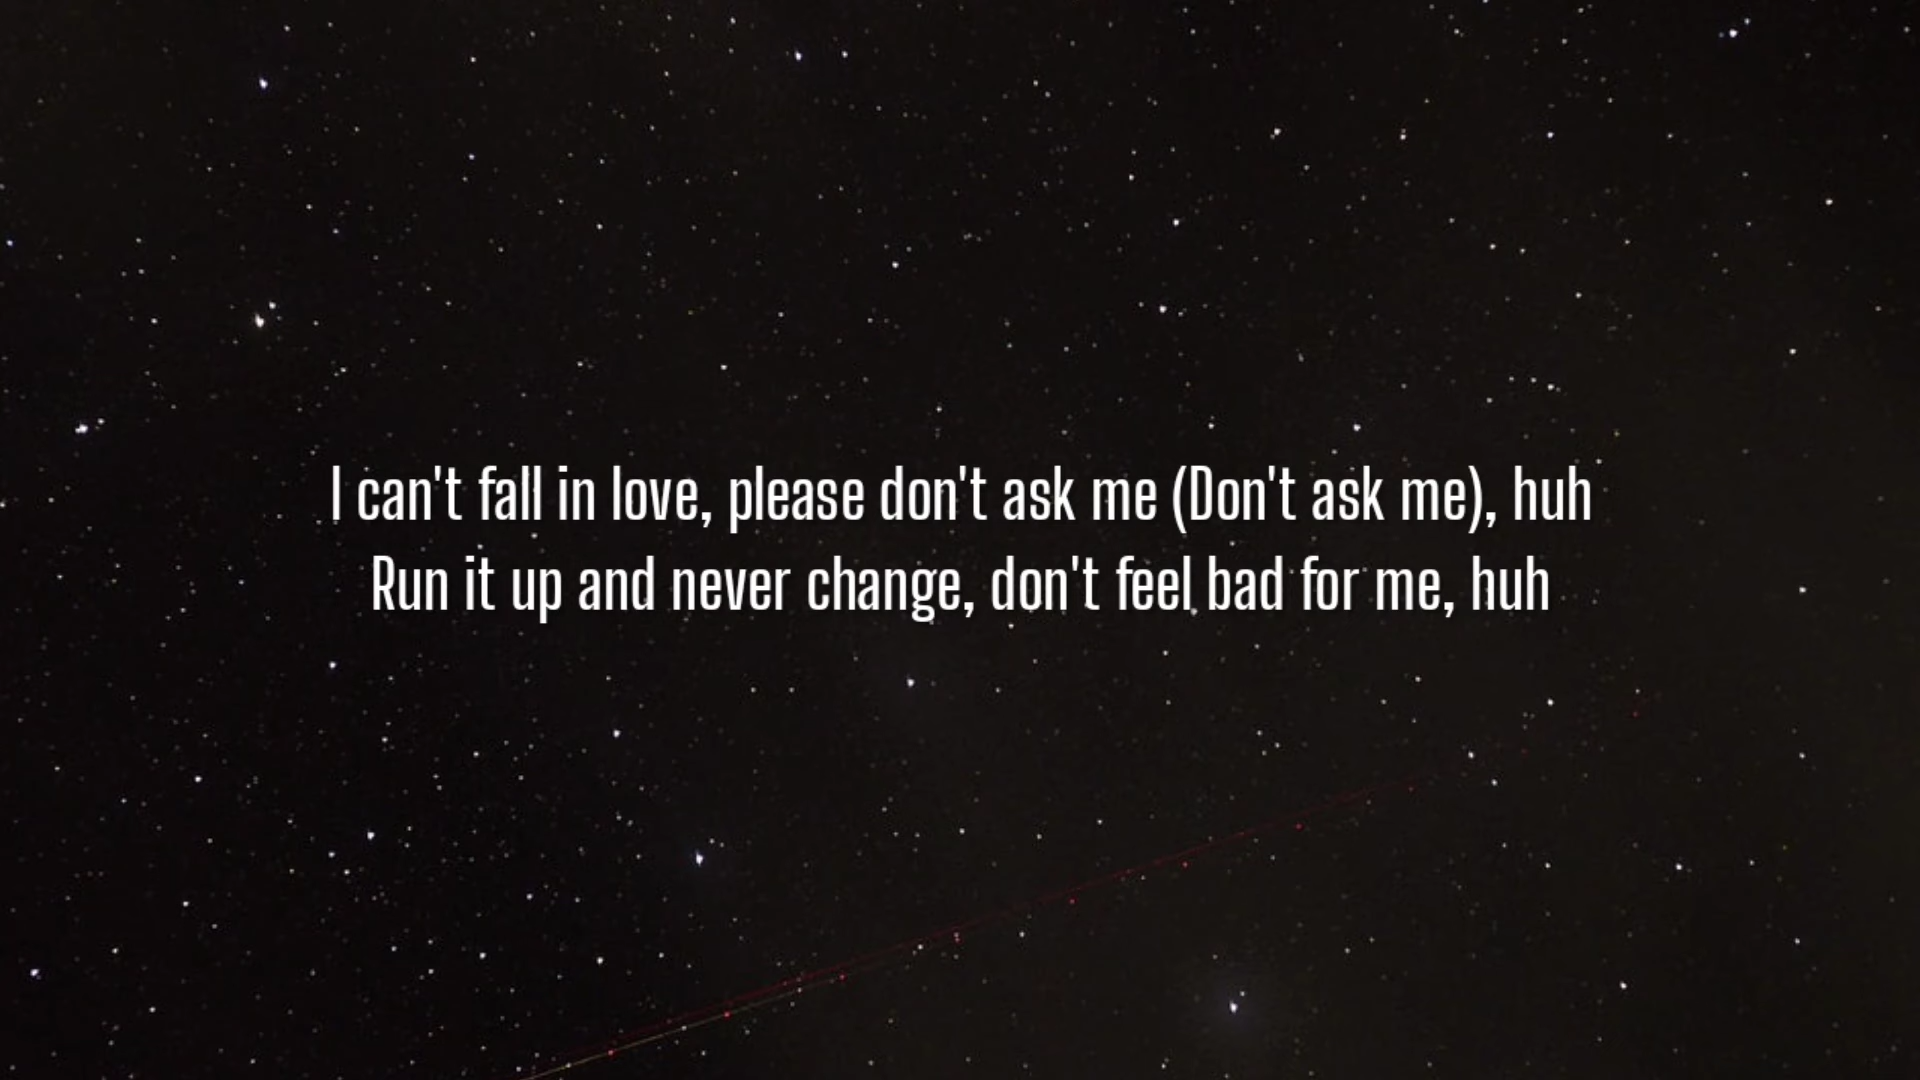 I can't fall in love, please don't ask me (Don't ask me), huh
Run it up and never change, don't feel bad for me, huh